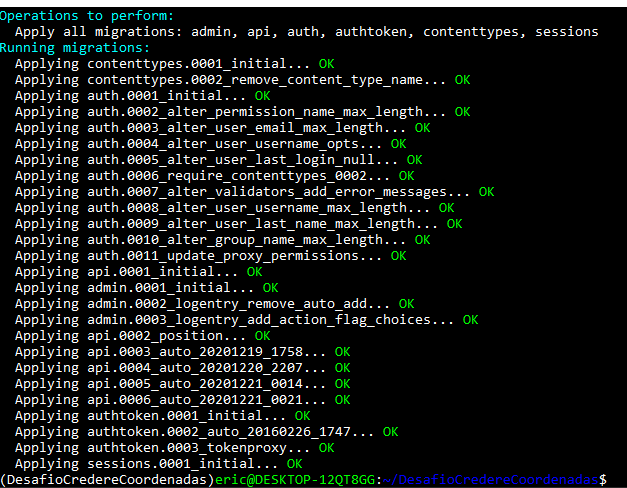 Operations to perform:
  Apply all migrations: admin, api, auth, authtoken, contenttypes, sessions
Running migrations:
  Applying contenttypes.0001_initial... OK
  Applying contenttypes.0002_remove_content_type_name... OK
  Applying auth.0001_initial... OK
  Applying auth.0002_alter_permission_name_max_length... OK
  Applying auth.0003_alter_user_email_max_length... OK
  Applying auth.0004_alter_user_username_opts... OK
  Applying auth.0005_alter_user_last_login_null... OK
  Applying auth.0006_require_contenttypes_0002... OK
  Applying auth.0007_alter_validators_add_error_messages... OK
  Applying auth.0008_alter_user_username_max_length... OK
  Applying auth.0009_alter_user_last_name_max_length... OK
  Applying auth.0010_alter_group_name_max_length... OK
  Applying auth.0011_update_proxy_permissions... OK
  Applying api.0001_initial... OK
  Applying admin.0001_initial... OK
  Applying admin.0002_logentry_remove_auto_add... OK
  Applying admin.0003_logentry_add_action_flag_choices... OK
  Applying api.0002_position... OK
  Applying api.0003_auto_20201219_1758... OK
  Applying api.0004_auto_20201220_2207... OK
  Applying api.0005_auto_20201221_0014... OK
  Applying api.0006_auto_20201221_0021... OK
  Applying authtoken.0001_initial... OK
  Applying authtoken.0002_auto_20160226_1747... OK
  Applying authtoken.0003_tokenproxy... OK
  Applying sessions.0001_initial... OK
(DesafioCredereCoordenadas)eric@DESKTOP-12QT8GG:~/DesafioCredereCoordenadas$